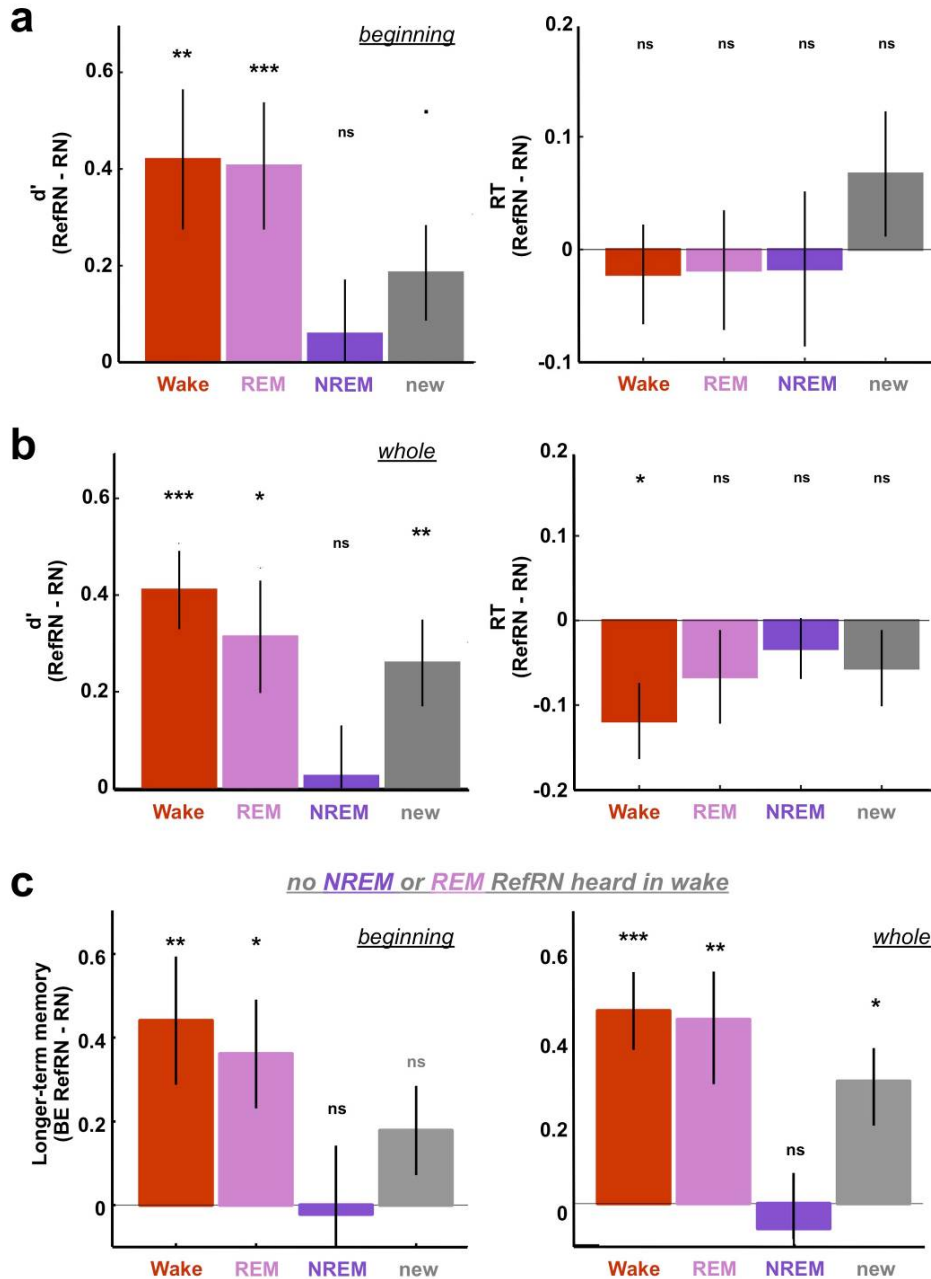 a
beginning
** *** ns .
0.6
0.4
0.2
0
d'
(RefRN - RN)
Wake REM NREM new
ns ns ns ns
0.2
0.1
0
-0.1
RT
(RefRN - RN)
Wake REM NREM new
b
whole
*** * ns **
0.6
0.4
0.2
0
d'
(RefRN - RN)
Wake REM NREM new
* ns ns ns
0.2
0.1
0
-0.1
-0.2
RT
(RefRN - RN)
Wake REM NREM new
c
no NREM or REM RefRN heard in wake
beginning
** * ns ns
0.6
0.4
0.2
0
Longer-term memory
(BE RefRN - RN)
Wake REM NREM new
whole
*** ** ns *
0.6
0.4
0.2
0
Wake REM NREM new